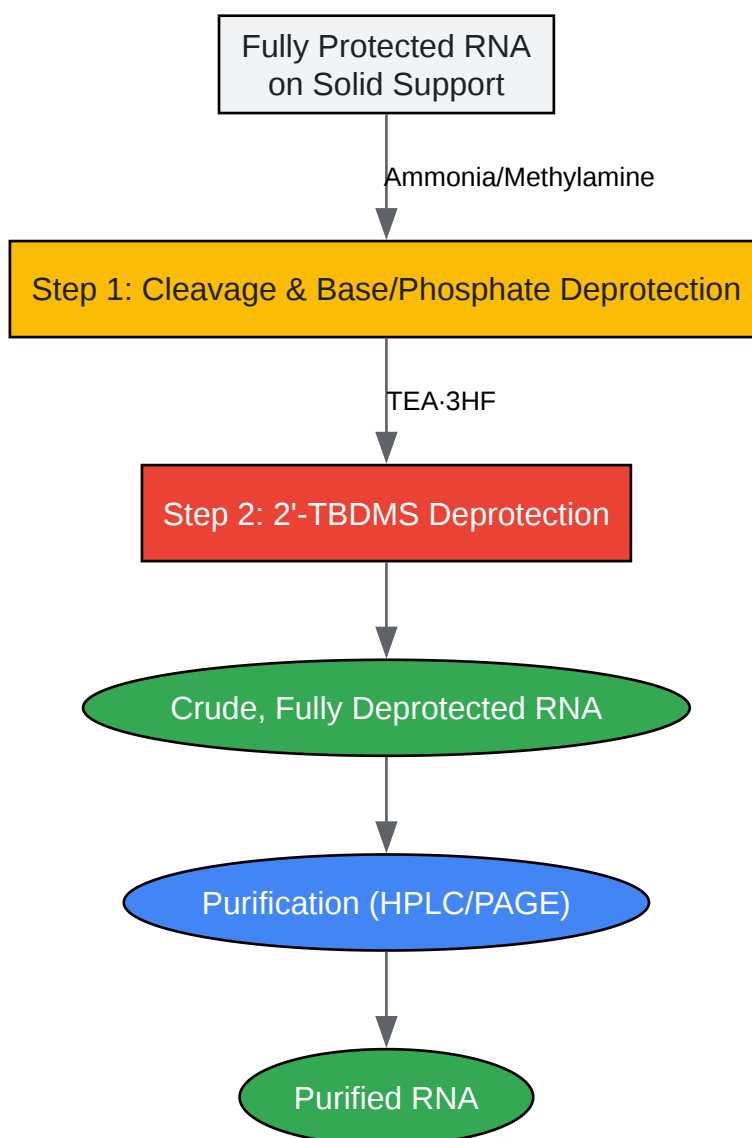 Fully Protected RNA
on Solid Support
Ammonia/Methylamine
Step 1: Cleavage & Base/Phosphate Deprotection
TEA·3HF
Step 2: 2'-TBDMS Deprotection
Crude, Fully Deprotected RNA
Purification (HPLC/PAGE)
Purified RNA